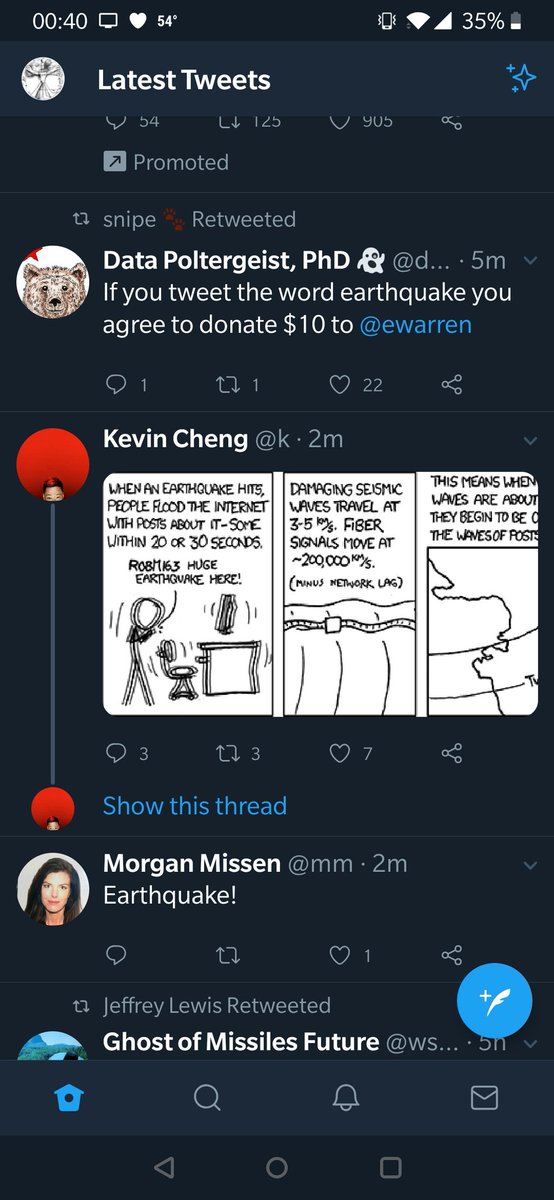 00:40 54° 35%
Latest Tweets
54 125 905
Promoted
snipe 🐾 Retweeted
Data Poltergeist, PhD 👻 @d... · 5m
If you tweet the word earthquake you
agree to donate $10 to @ewarren
1 1 22
Kevin Cheng @k · 2m
WHEN AN EARTHQUAKE HITS,
PEOPLE FLOOD THE INTERNET
WITH POSTS ABOUT IT—SOME
WITHIN 20 OR 30 SECONDS.
ROBM163 HUGE
EARTHQUAKE HERE!
DAMAGING SEISMIC
WAVES TRAVEL AT
3-5 km/s. FIBER
SIGNALS MOVE AT
~200,000 km/s.
(MINUS NETWORK LAG)
THIS MEANS WHEN
WAVES ARE ABOUT
THEY BEGIN TO BE
THE WAVES OF POSTS
3 3 7
Show this thread
Morgan Missen @mm · 2m
Earthquake!
1
Jeffrey Lewis Retweeted
Ghost of Missiles Future @ws... · 5h